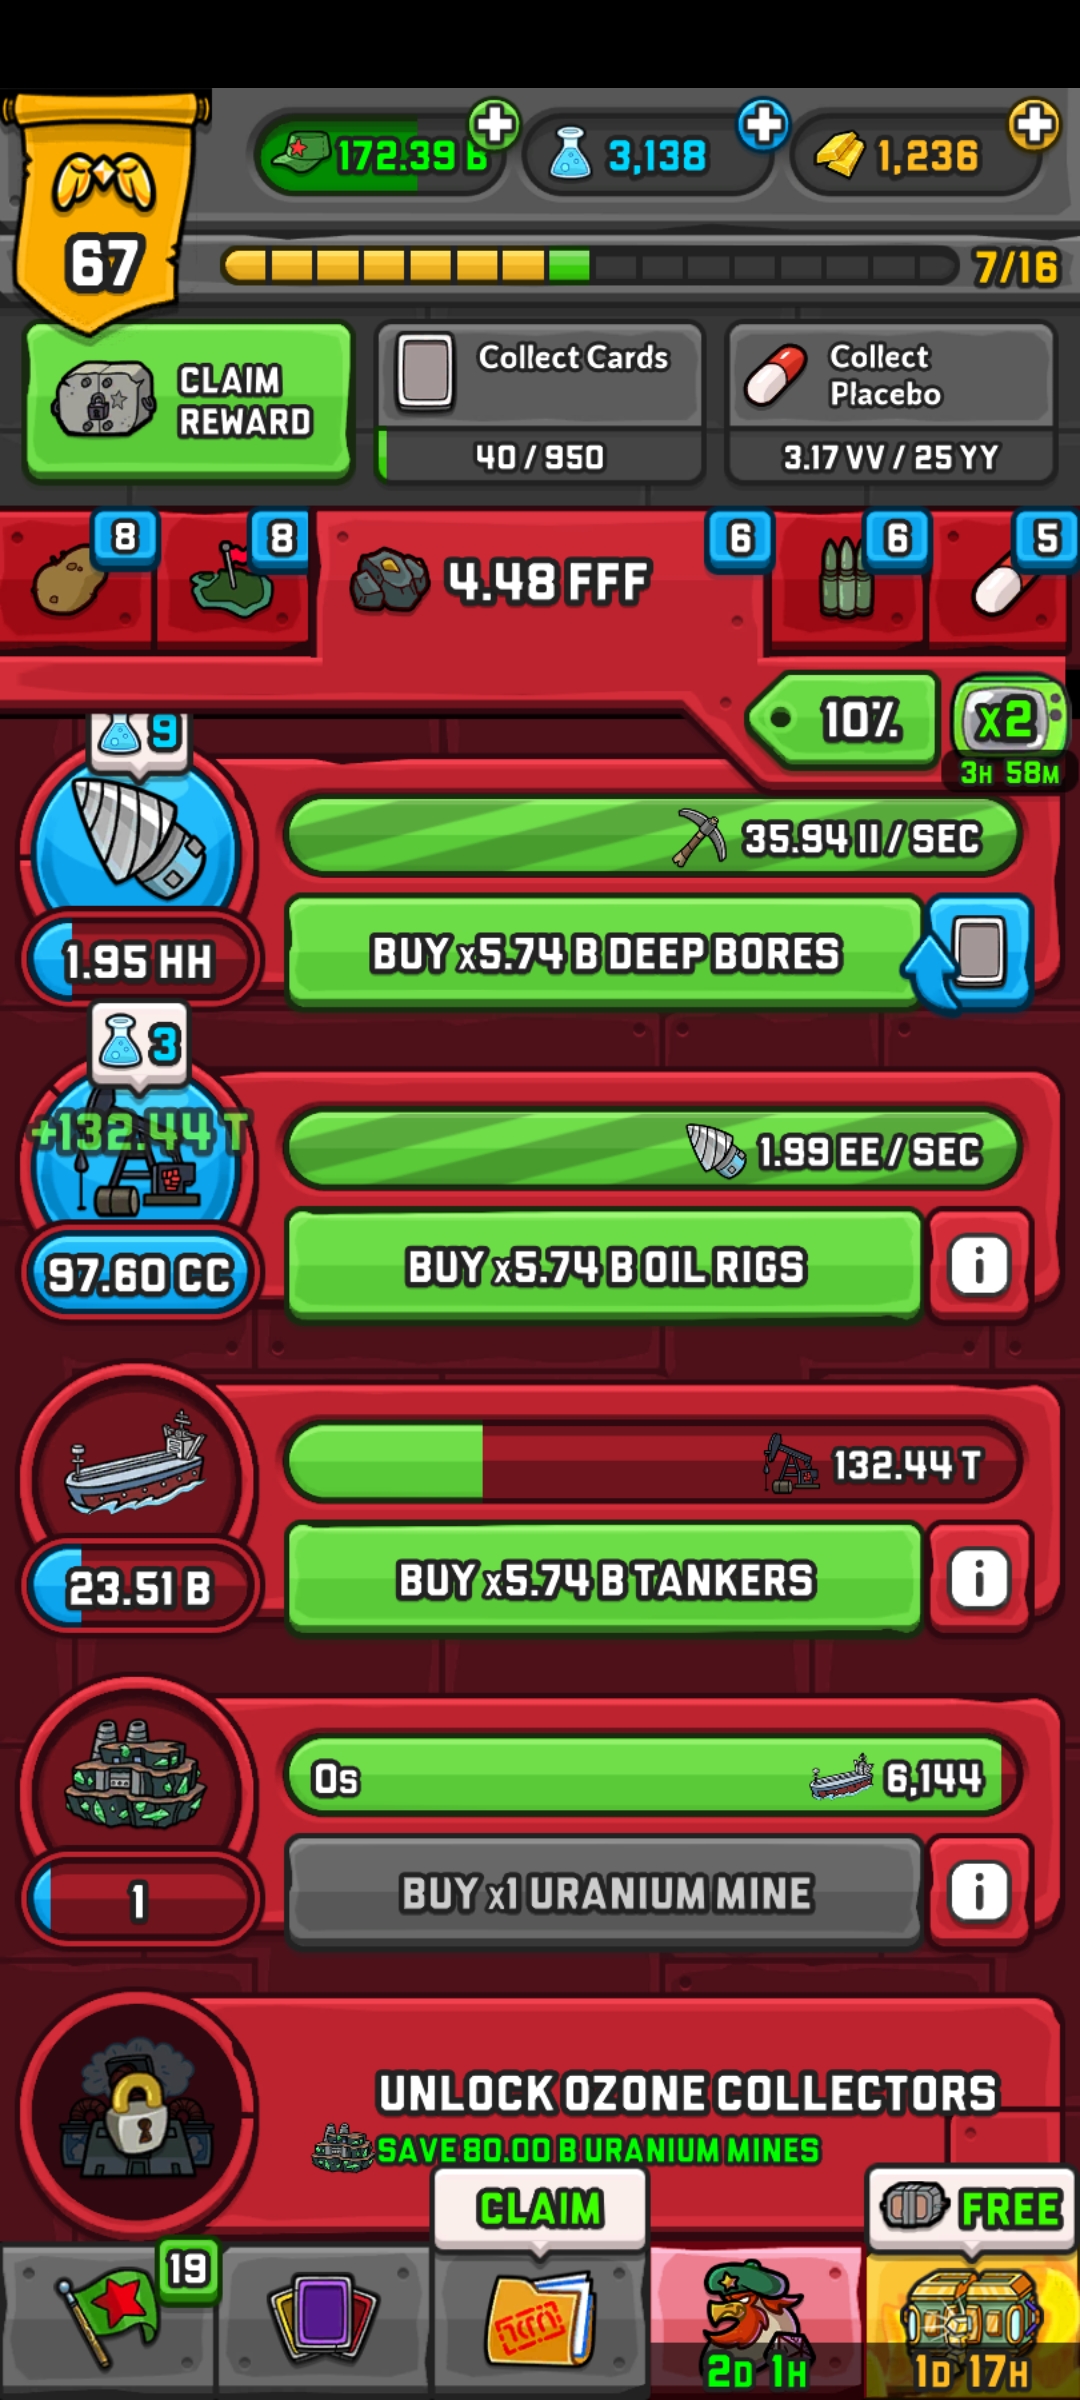 172.39 B
3,138
1,236
67
7/16
CLAIM
REWARD
Collect Cards
40 / 950
Collect
Placebo
3.17 VV / 25 YY
8
8
4.48 FFF
6
6
5
10%
x2
3H 58M
9
35.94 II / SEC
1.95 HH
BUY x5.74 B DEEP BORES
3
+132.44 T
1.99 EE / SEC
97.60 CC
BUY x5.74 B OIL RIGS
i
132.44 T
23.51 B
BUY x5.74 B TANKERS
i
0s
6,144
1
BUY x1 URANIUM MINE
i
UNLOCK OZONE COLLECTORS
SAVE 80.00 B URANIUM MINES
CLAIM
FREE
19
2D 1H
1D 17H